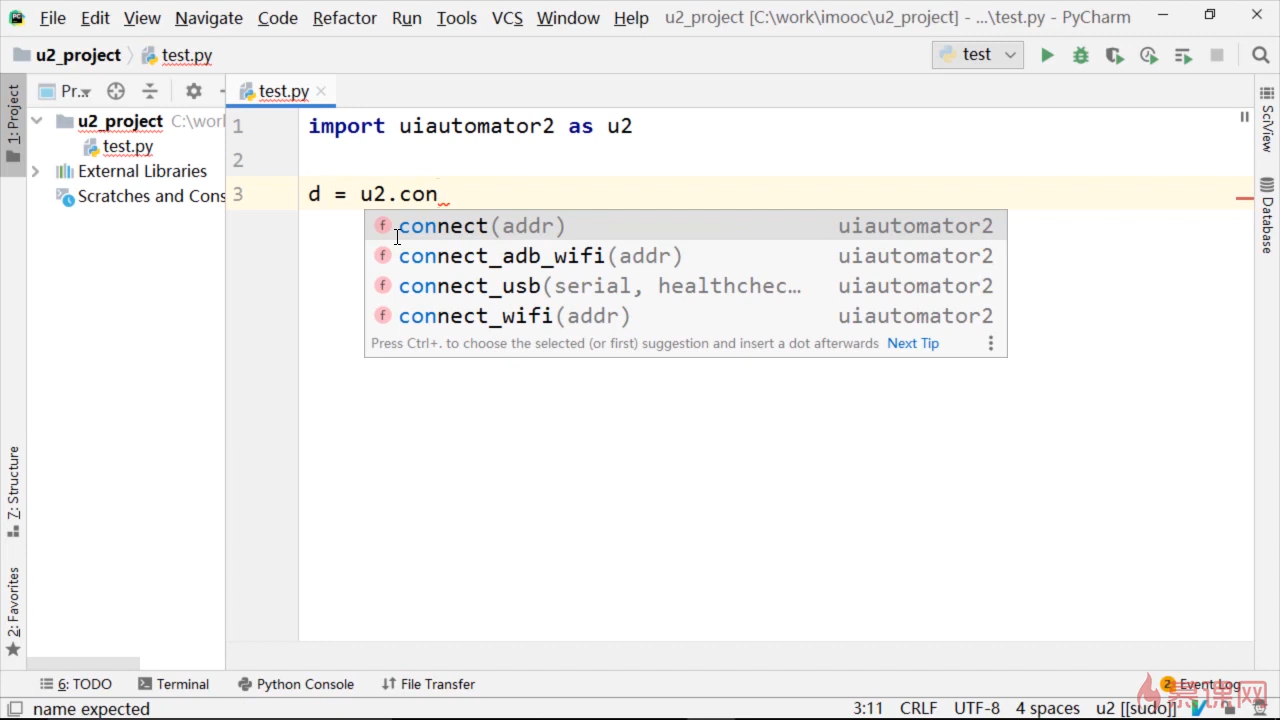 File Edit View Navigate Code Refactor Run Tools VCS Window Help u2_project [C:\work\imooc\u2_project] - ...\test.py - PyCharm
u2_project test.py test
1: Project
Pr...
test.py
u2_project C:\worl
test.py
External Libraries
Scratches and Cons
1 import uiautomator2 as u2
2
3 d = u2.con
connect(addr) uiautomator2
connect_adb_wifi(addr) uiautomator2
connect_usb(serial, healthchec... uiautomator2
connect_wifi(addr) uiautomator2
Press Ctrl+. to choose the selected (or first) suggestion and insert a dot afterwards Next Tip
SciView
Database
7: Structure
2: Favorites
6: TODO Terminal Python Console File Transfer 2 Event Log
name expected 3:11 CRLF UTF-8 4 spaces u2 [[sudo]]
慕课网